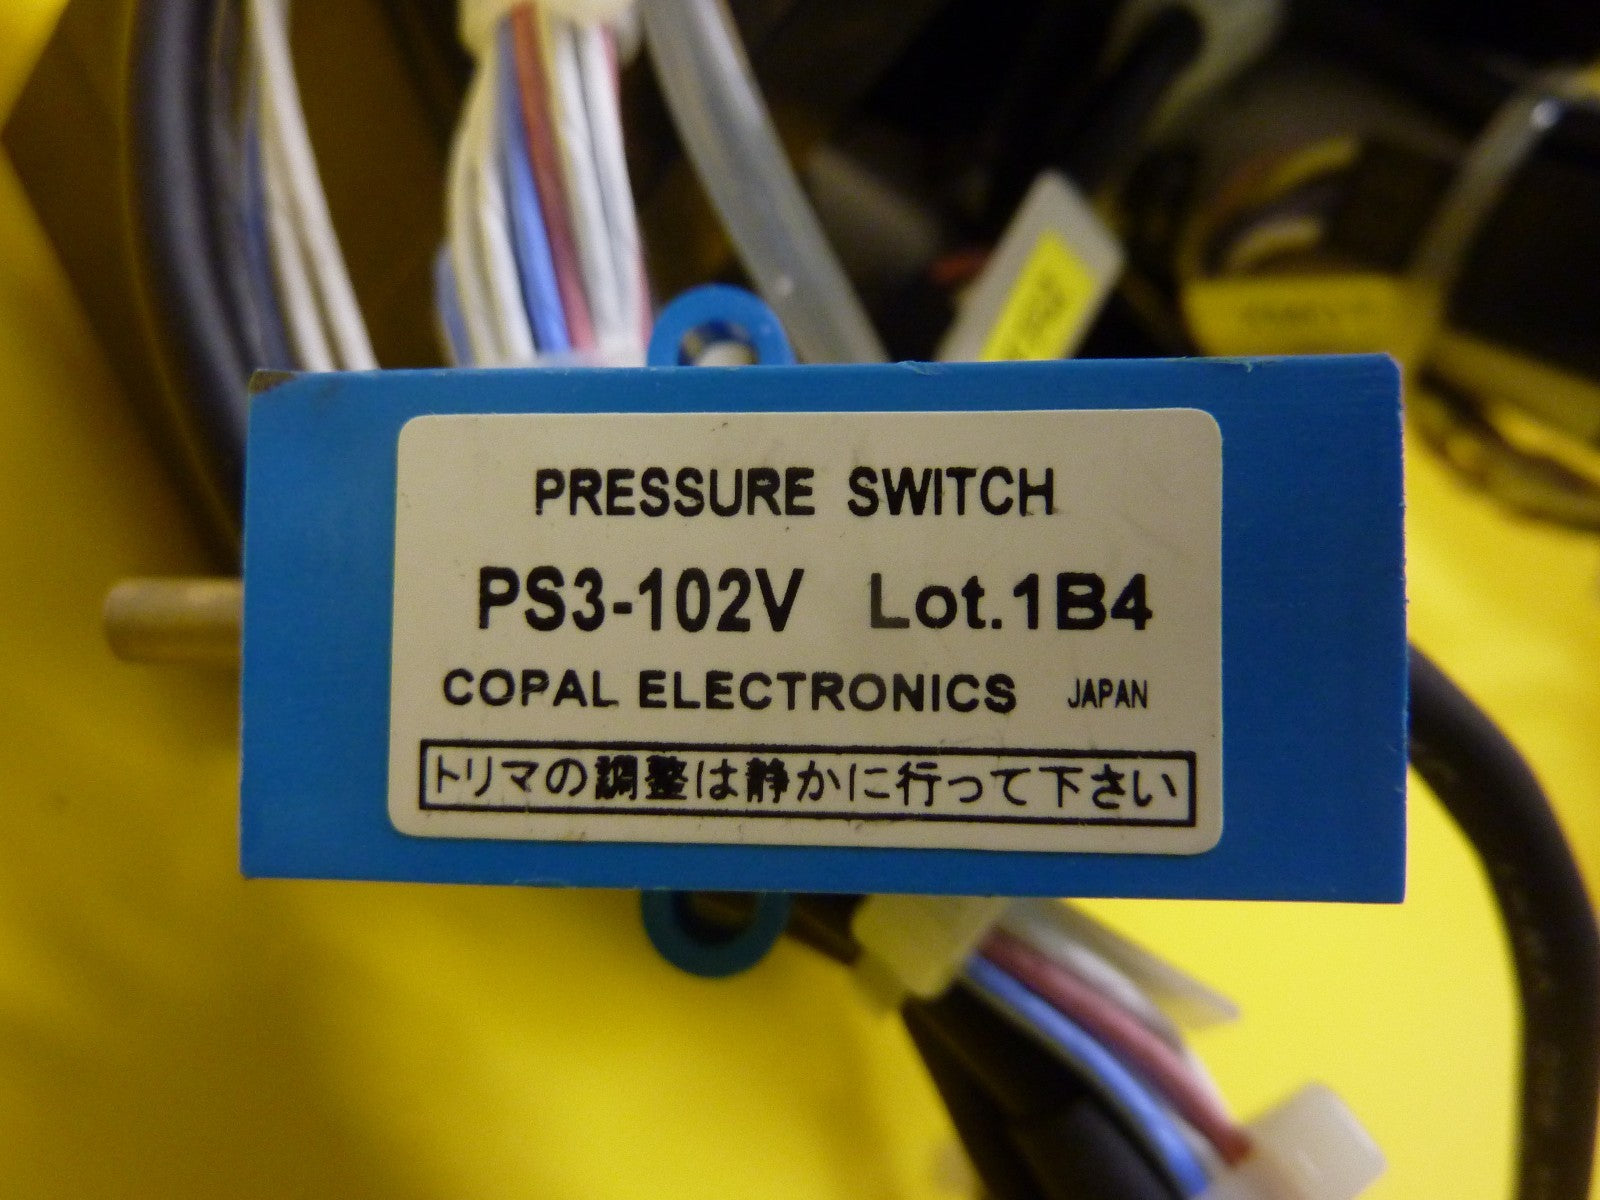 PRESSURE SWITCH
PS3-102V Lot.1B4
COPAL ELECTRONICS JAPAN
トリマの調整は静かに行って下さい